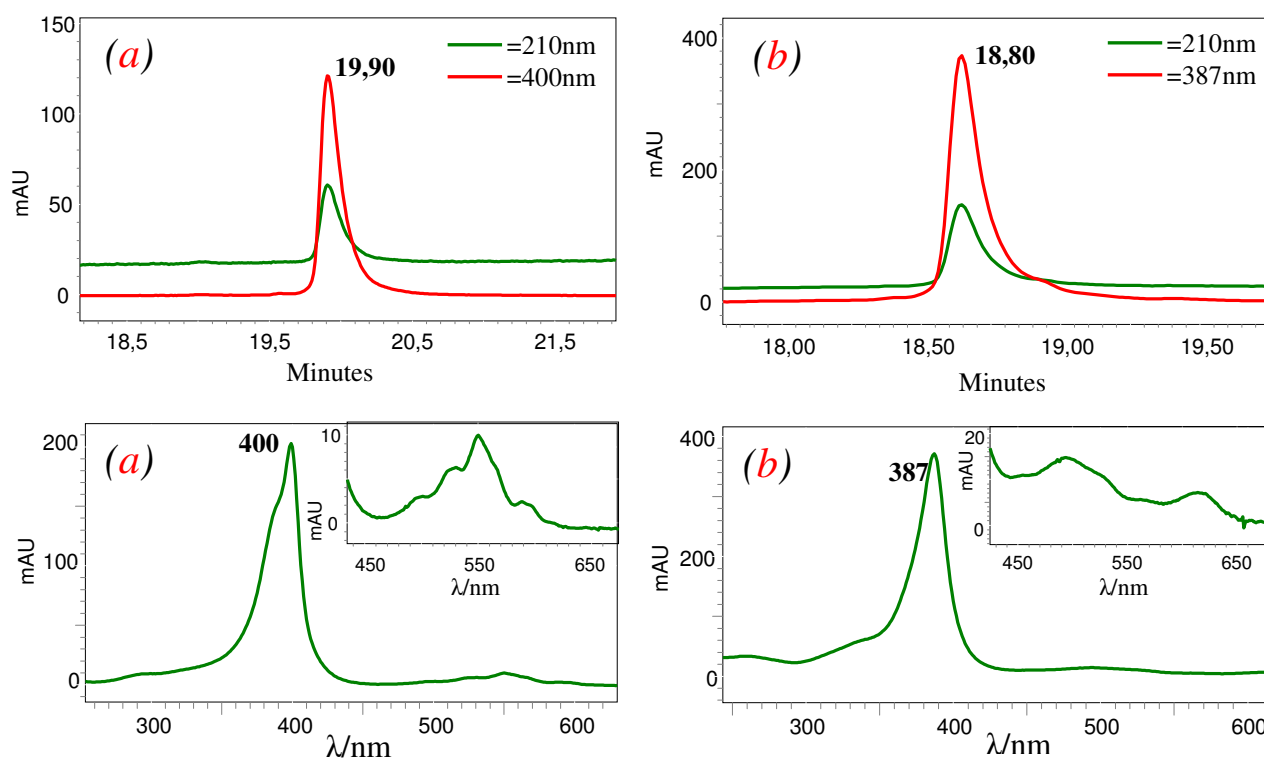 150
100
50
0
mAU
(a)
19,90
=210nm
=400nm
18,5 19,5 20,5 21,5
Minutes
400
200
0
mAU
(b)
18,80
=210nm
=387nm
18,00 18,50 19,00 19,50
Minutes
200
100
0
mAU
(a)
400
10
0
mAU
450 550 650
λ/nm
300 400 500 600
λ/nm
400
200
0
mAU
(b)
387
20
0
mAU
450 550 650
λ/nm
300 400 500 600
λ/nm